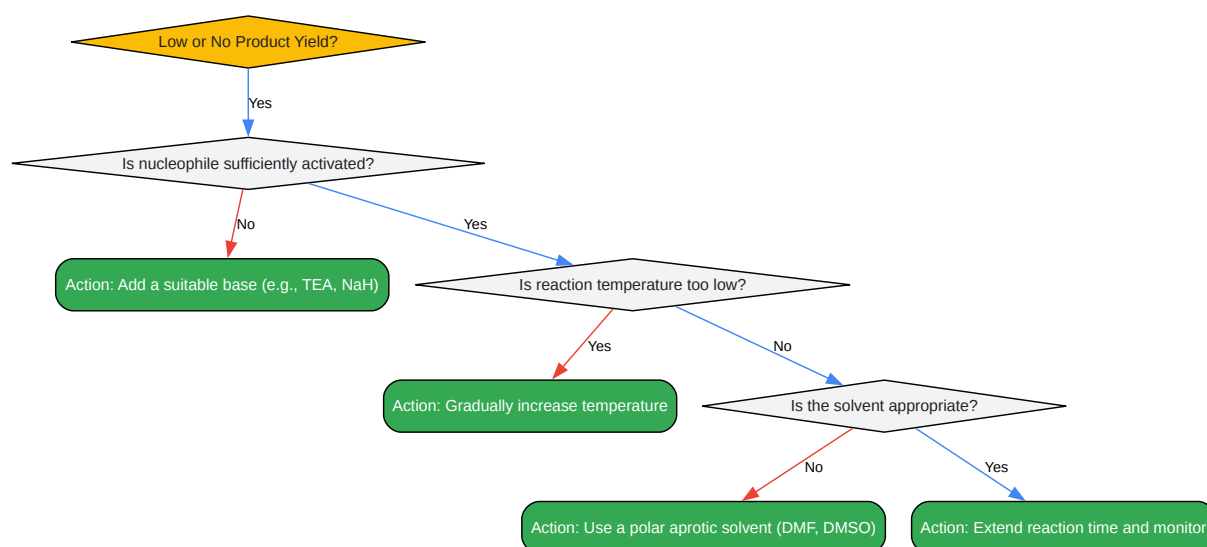 Low or No Product Yield?
Yes
Is nucleophile sufficiently activated?
No
Yes
Action: Add a suitable base (e.g., TEA, NaH)
Is reaction temperature too low?
Yes
No
Action: Gradually increase temperature
Is the solvent appropriate?
No
Yes
Action: Use a polar aprotic solvent (DMF, DMSO)
Action: Extend reaction time and monitor